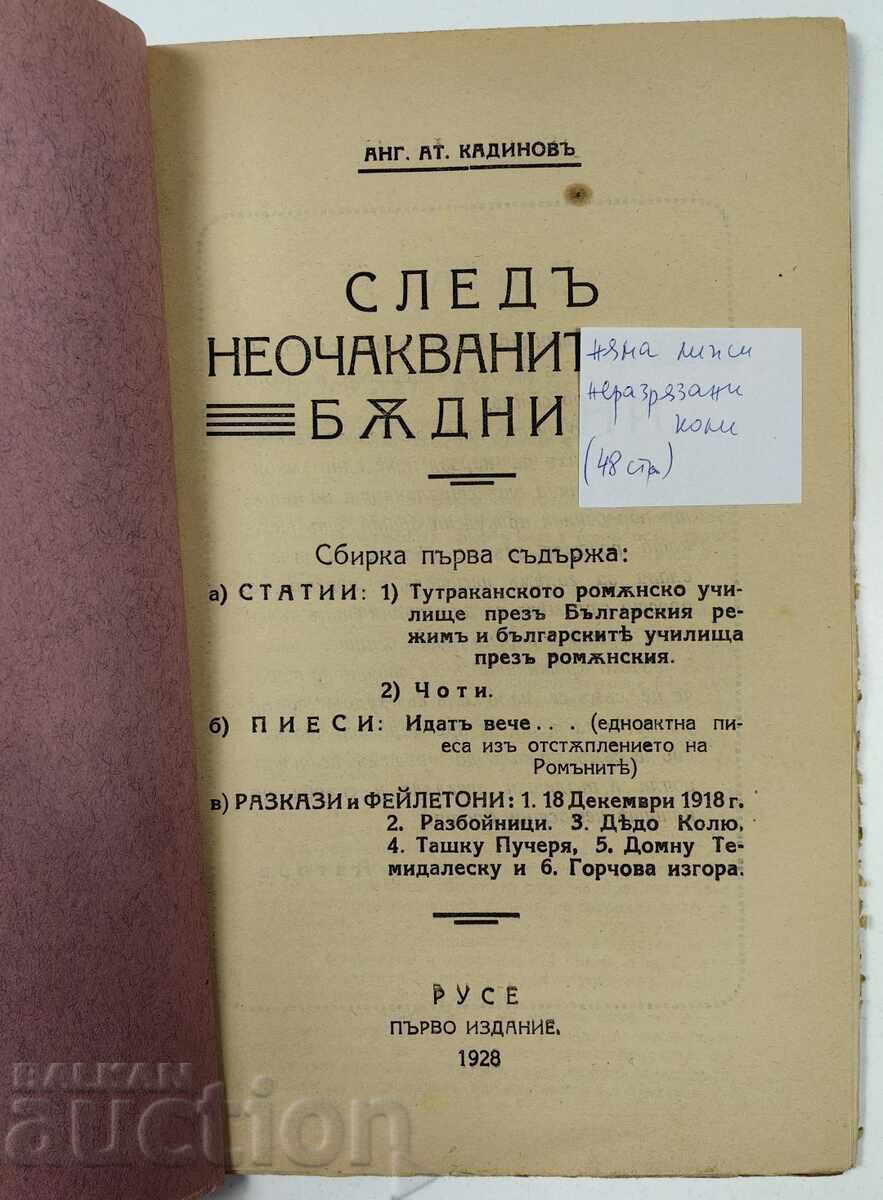 АНГ. АТ. КАДИНОВЪ
СЛЕДЪ
НЕОЧАКВАНИТ
БѪДНИ
няма липси
неразрязани
коли
(48 стр)
Сбирка първа съдържа:
а) СТАТИИ: 1) Тутраканското ромѫнско учи-
лище презъ Българския ре-
жимъ и българскитѣ училища
презъ ромѫнския.
2) Чоти.
б) ПИЕСИ: Идатъ вече. . . (едноактна пи-
еса изъ отстѫплението на
Ромънитѣ)
в) РАЗКАЗИ и ФЕЙЛЕТОНИ: 1. 18 Декември 1918 г.
2. Разбойници. 3. Дѣдо Колю,
4. Ташку Пучеря, 5. Домну Те-
мидалеску и 6. Горчова изгора.
РУСЕ
ПЪРВО ИЗДАНИЕ.
1928
BALKAN
auction